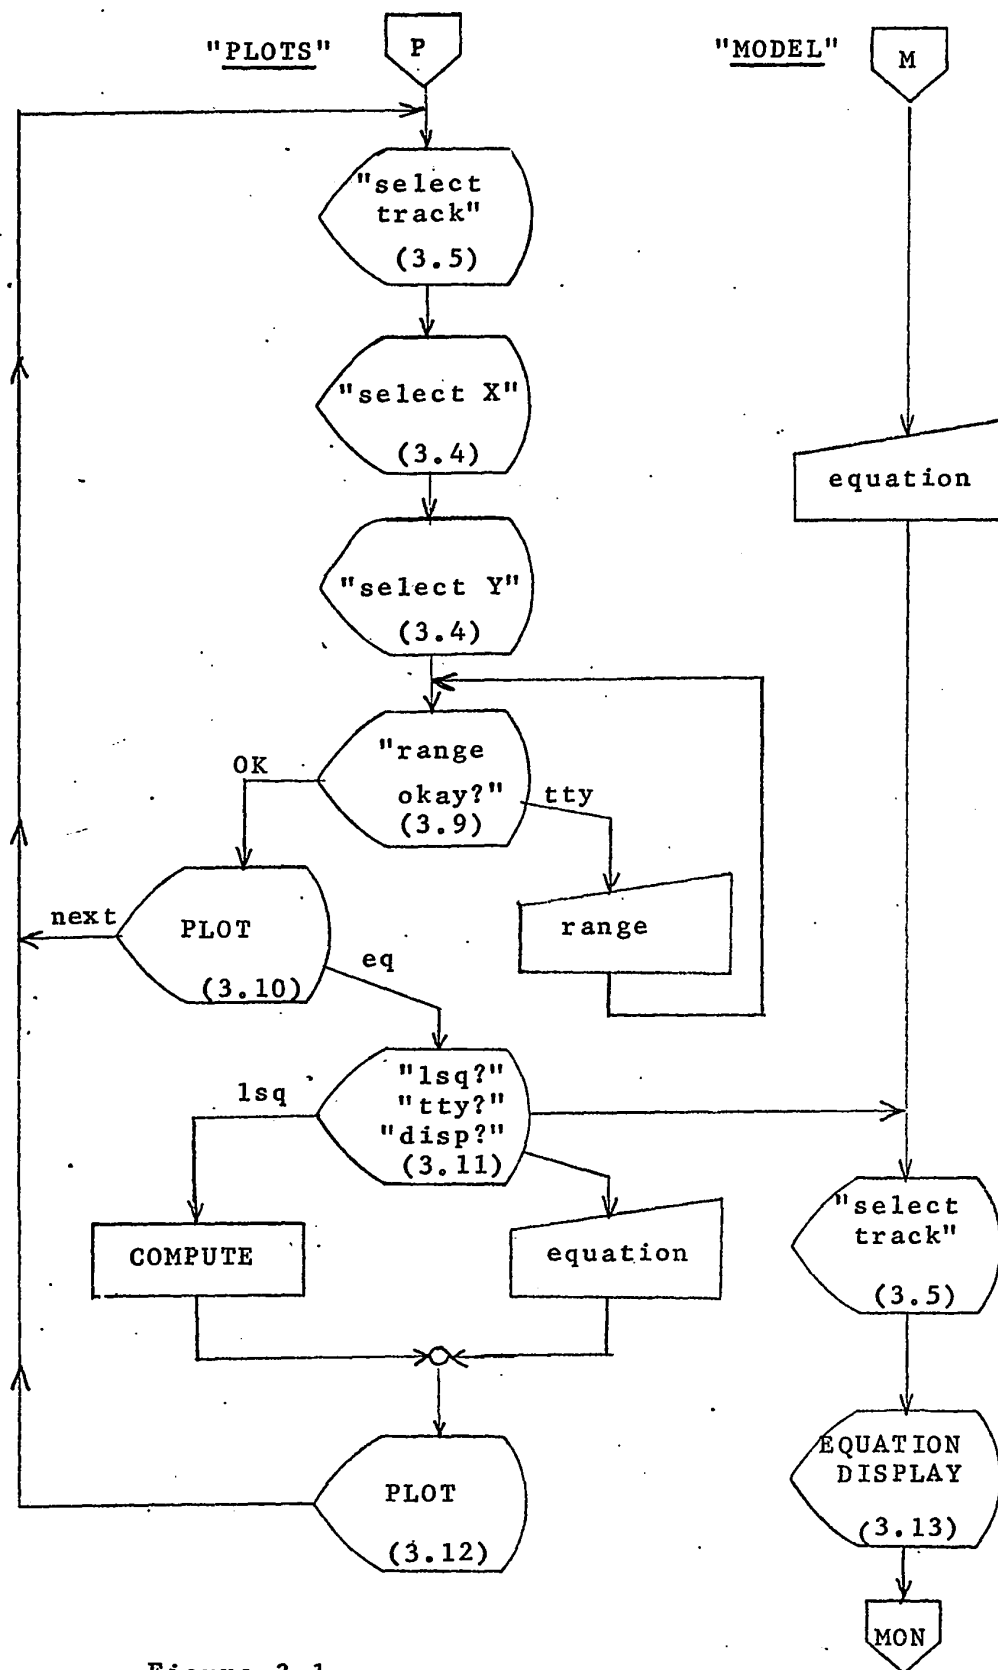 "PLOTS"
P
"MODEL"
M
"select
track"
(3.5)
"select X"
(3.4)
equation
"select Y"
(3.4)
"range
okay?"
(3.9)
OK
tty
range
next
PLOT
(3.10)
eq
"lsq?"
"tty?"
"disp?"
(3.11)
lsq
COMPUTE
equation
"select
track"
(3.5)
PLOT
(3.12)
EQUATION
DISPLAY
(3.13)
MON
Figure 3.1